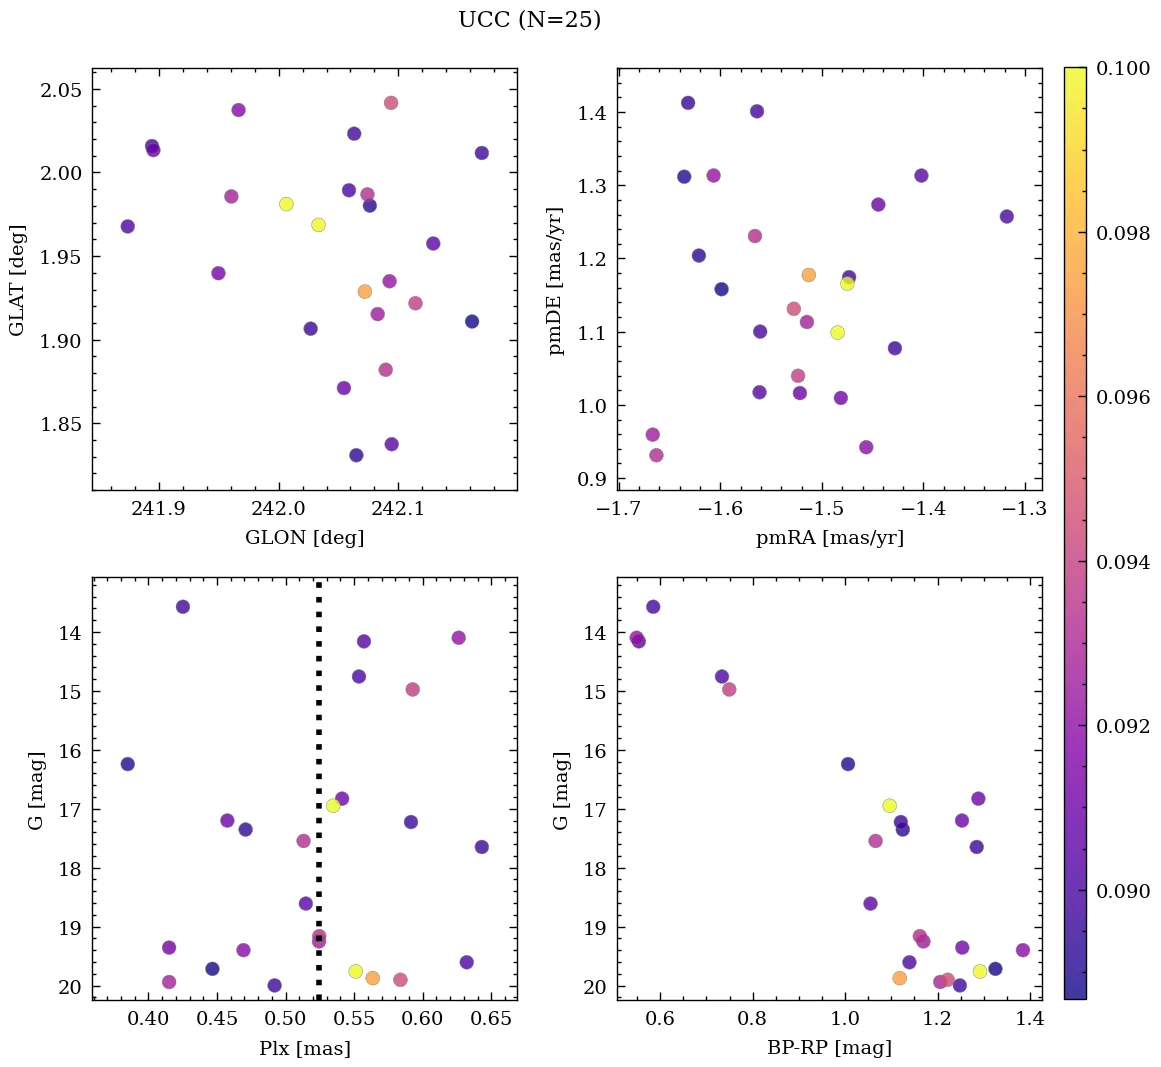 UCC (N=25)
2.05
2.00
1.95
1.90
1.85
GLAT [deg]
241.9 242.0 242.1
GLON [deg]
1.4
1.3
1.2
1.1
1.0
0.9
pmDE [mas/yr]
−1.7 −1.6 −1.5 −1.4 −1.3
pmRA [mas/yr]
0.100
0.098
0.096
0.094
0.092
0.090
14
15
16
17
18
19
20
G [mag]
0.40 0.45 0.50 0.55 0.60 0.65
Plx [mas]
14
15
16
17
18
19
20
G [mag]
0.6 0.8 1.0 1.2 1.4
BP-RP [mag]